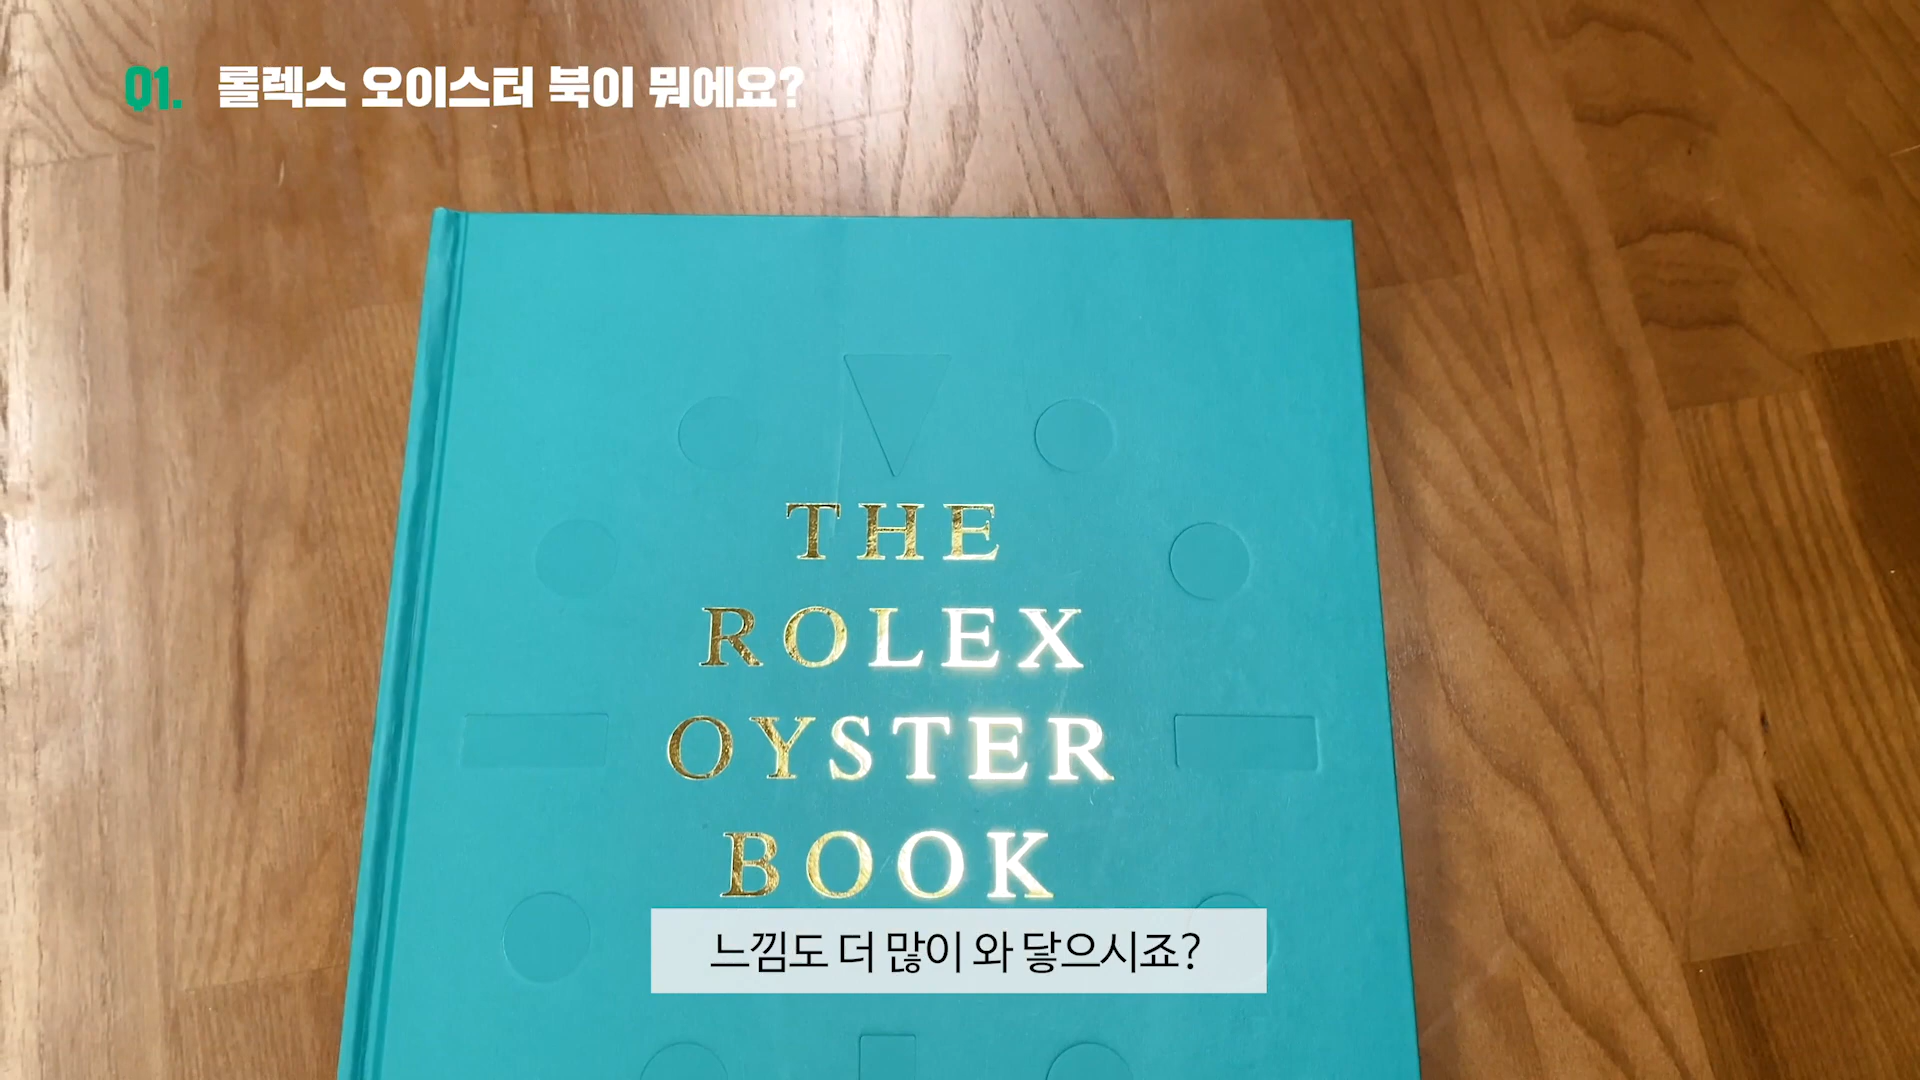 Q1. 롤렉스 오이스터 북이 뭐에요?
THE
ROLEX
OYSTER
BOOK
느낌도 더 많이 와 닿으시죠?